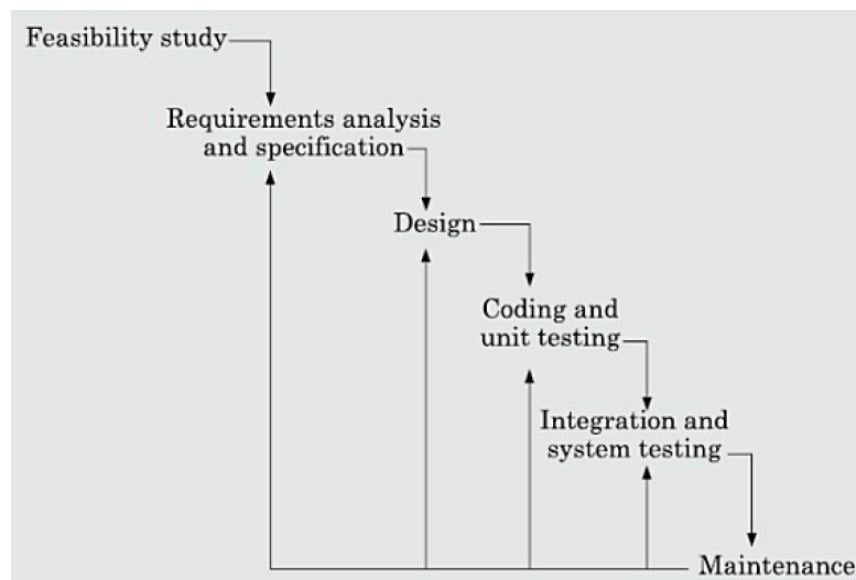 Feasibility study
Requirements analysis
and specification
Design
Coding and
unit testing
Integration and
system testing
Maintenance